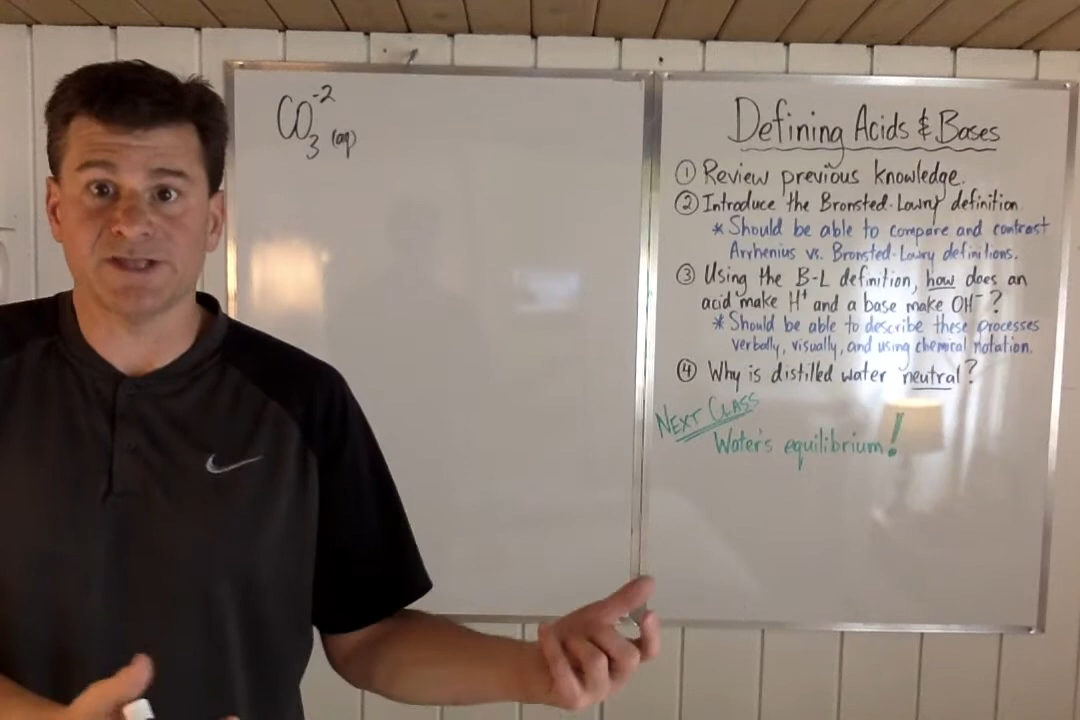 CO₃⁻² (aq)
Defining Acids & Bases
① Review previous knowledge.
② Introduce the Bronsted-Lowry definition
* Should be able to compare and contrast
Arrhenius vs. Bronsted-Lowry definitions.
③ Using the B-L definition, how does an
acid make H⁺ and a base make OH⁻?
* Should be able to describe these processes
verbally, visually, and using chemical notation.
④ Why is distilled water neutral?
NEXT CLASS
Water's equilibrium!